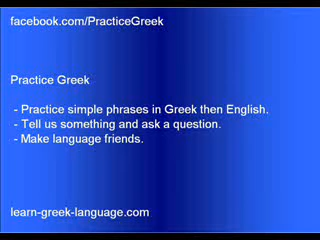 facebook.com/PracticeGreek
Practice Greek
- Practice simple phrases in Greek then English.
- Tell us something and ask a question.
- Make language friends.
learn-greek-language.com